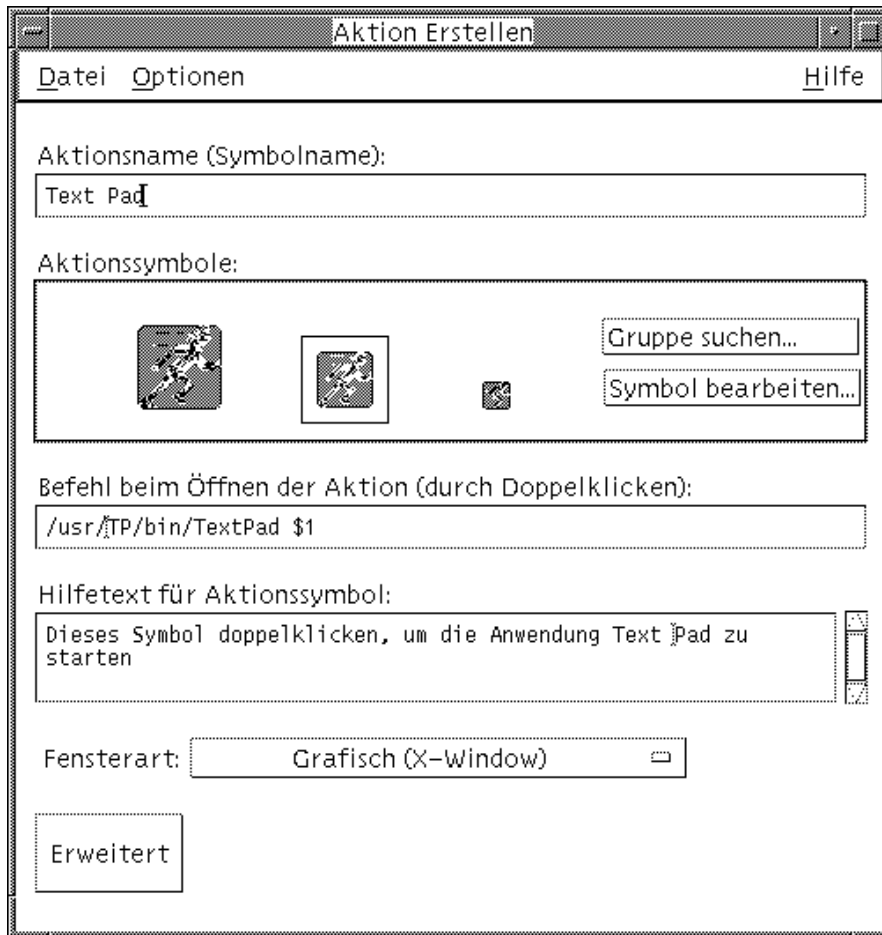 Aktion Erstellen
Datei Optionen Hilfe
Aktionsname (Symbolname):
Text Pad
Aktionssymbole:
Gruppe suchen...
Symbol bearbeiten...
Befehl beim Öffnen der Aktion (durch Doppelklicken):
/usr/TP/bin/TextPad $1
Hilfetext für Aktionssymbol:
Dieses Symbol doppelklicken, um die Anwendung Text Pad zu
starten
Fensterart: Grafisch (X-Window)
Erweitert